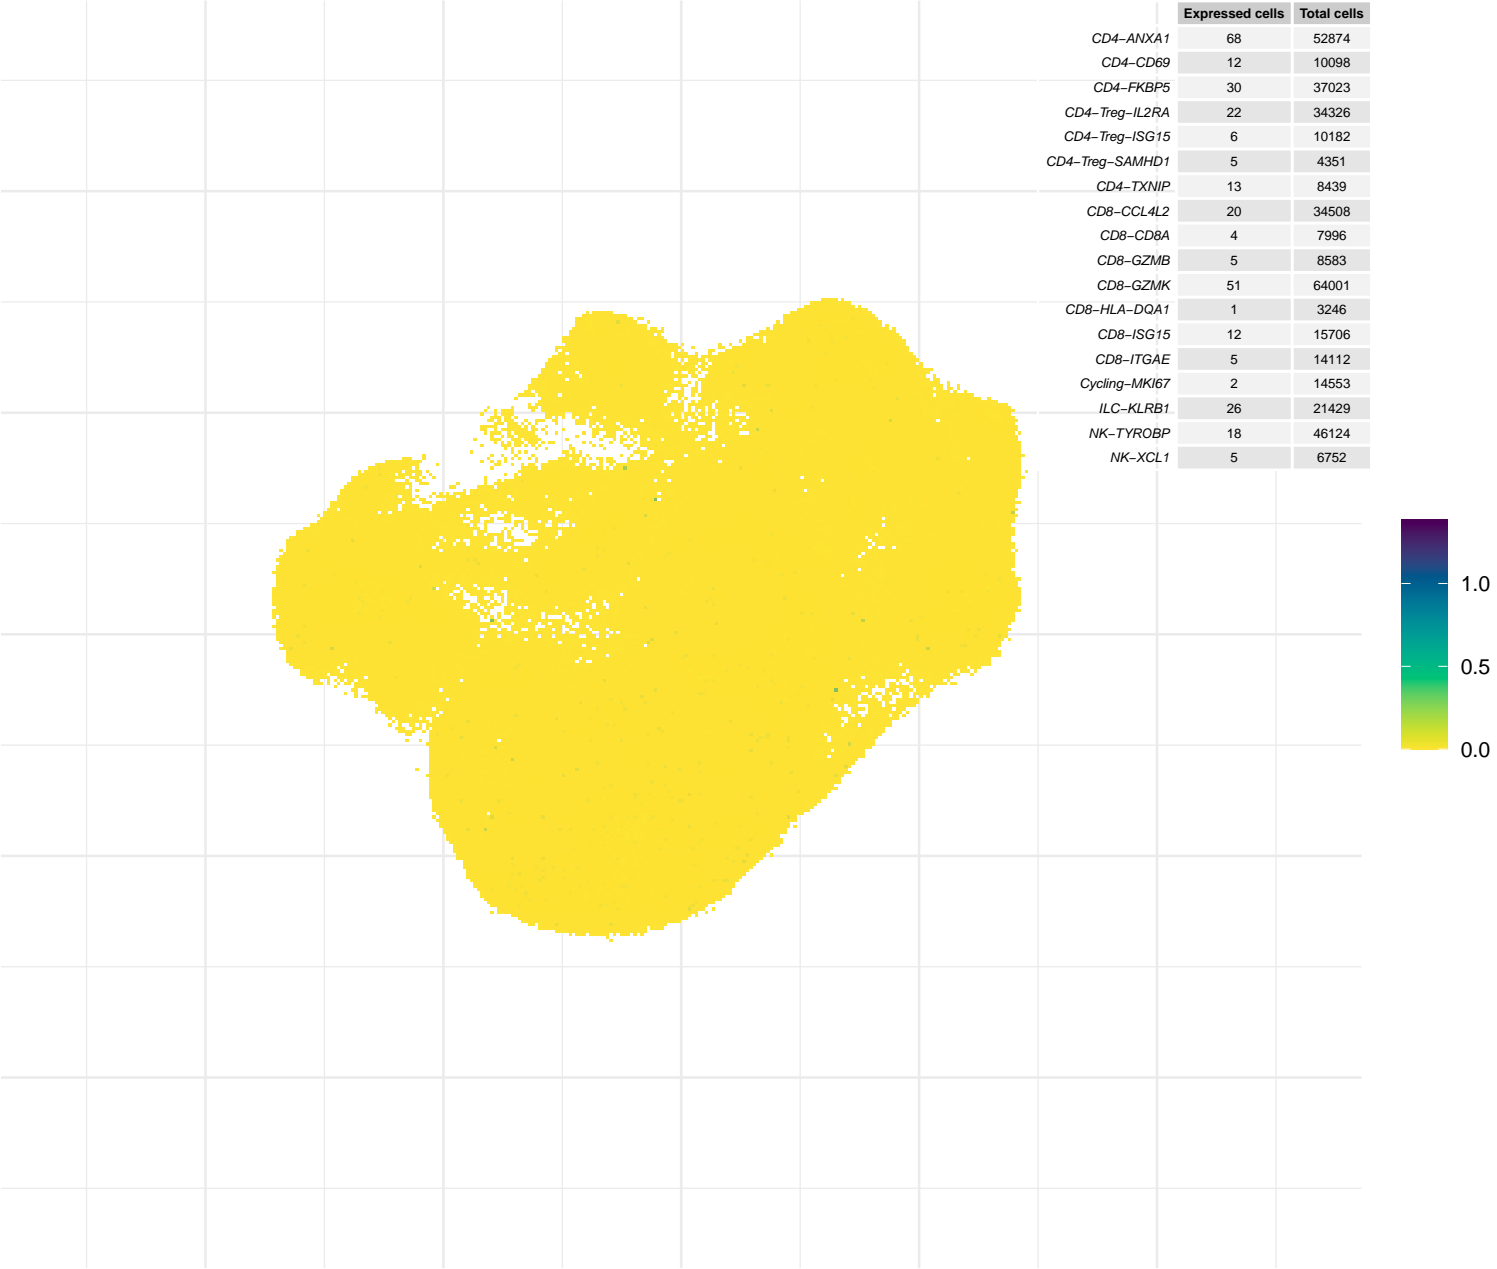 Expressed cells Total cells
CD4−ANXA1 68 52874
CD4−CD69 12 10098
CD4−FKBP5 30 37023
CD4−Treg−IL2RA 22 34326
CD4−Treg−ISG15 6 10182
CD4−Treg−SAMHD1 5 4351
CD4−TXNIP 13 8439
CD8−CCL4L2 20 34508
CD8−CD8A 4 7996
CD8−GZMB 5 8583
CD8−GZMK 51 64001
CD8−HLA−DQA1 1 3246
CD8−ISG15 12 15706
CD8−ITGAE 5 14112
Cycling−MKI67 2 14553
ILC−KLRB1 26 21429
NK−TYROBP 18 46124
NK−XCL1 5 6752
1.0
0.5
0.0